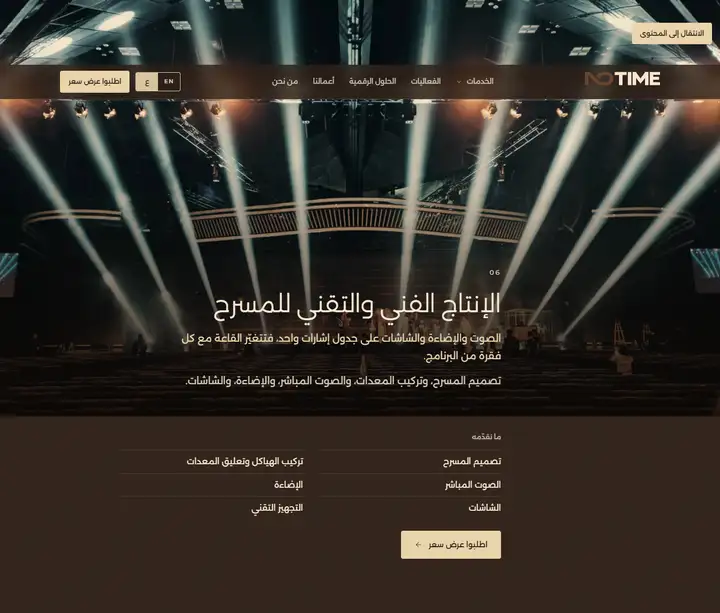 الانتقال إلى المحتوى
NOTIME
الخدمات
الفعاليات
الحلول الرقمية
أعمالنا
من نحن
EN
ع
اطلبوا عرض سعر
06
الإنتاج الفني والتقني للمسرح
الصوت والإضاءة والشاشات على جدول إشارات واحد، فتتغيّر القاعة مع كل
فقرة من البرنامج.
تصميم المسرح، وتركيب المعدات، والصوت المباشر، والإضاءة، والشاشات.
ما نقدّمه
تصميم المسرح
تركيب الهياكل وتعليق المعدات
الصوت المباشر
الإضاءة
الشاشات
التجهيز التقني
اطلبوا عرض سعر ←